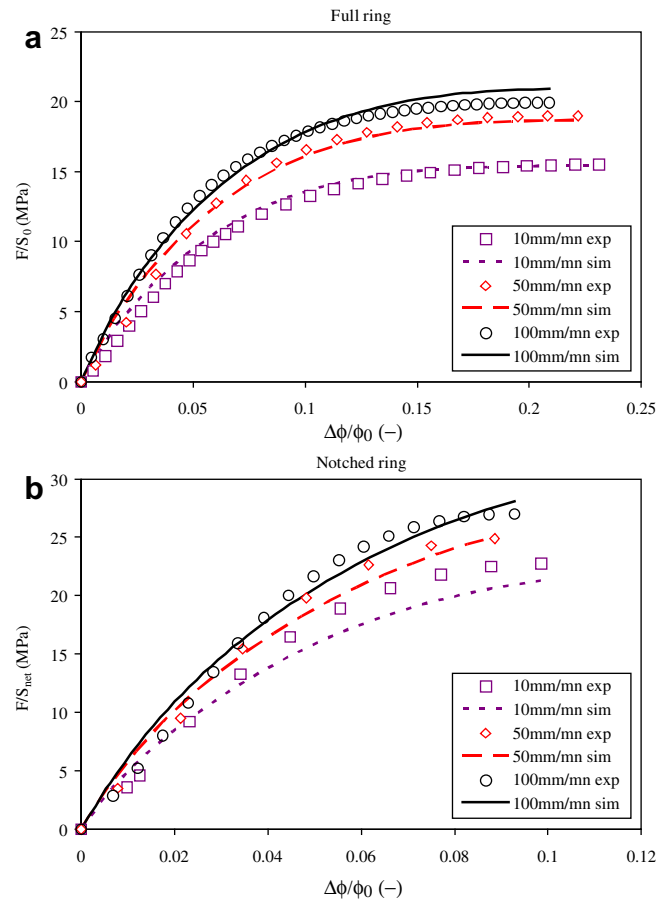 a
Full ring
25
20
15
10
5
0
F/S0 (MPa)
10mm/mn exp
10mm/mn sim
50mm/mn exp
50mm/mn sim
100mm/mn exp
100mm/mn sim
0 0.05 0.1 0.15 0.2 0.25
Δϕ/ϕ0 (−)
b
Notched ring
30
25
20
15
10
5
0
F/Snet (MPa)
10mm/mn exp
10mm/mn sim
50mm/mn exp
50mm/mn sim
100mm/mn exp
100mm/mn sim
0 0.02 0.04 0.06 0.08 0.1 0.12
Δϕ/ϕ0 (−)